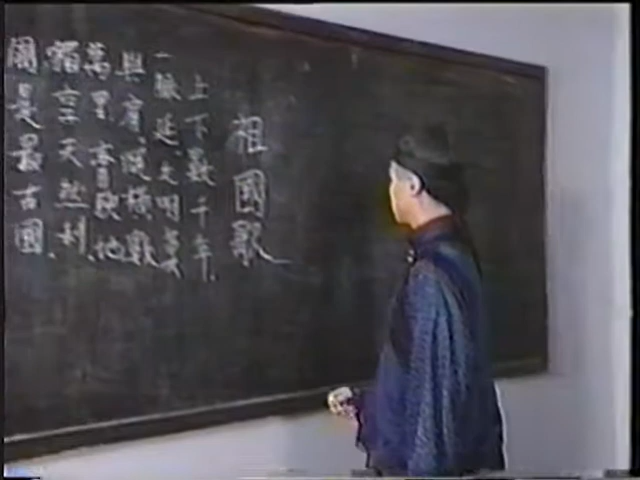 祖國歌
上下數千年,
一脈延、文明莫
與肩、縱橫數
萬里、膏腴地、
獨享天然利、
國是最古國、